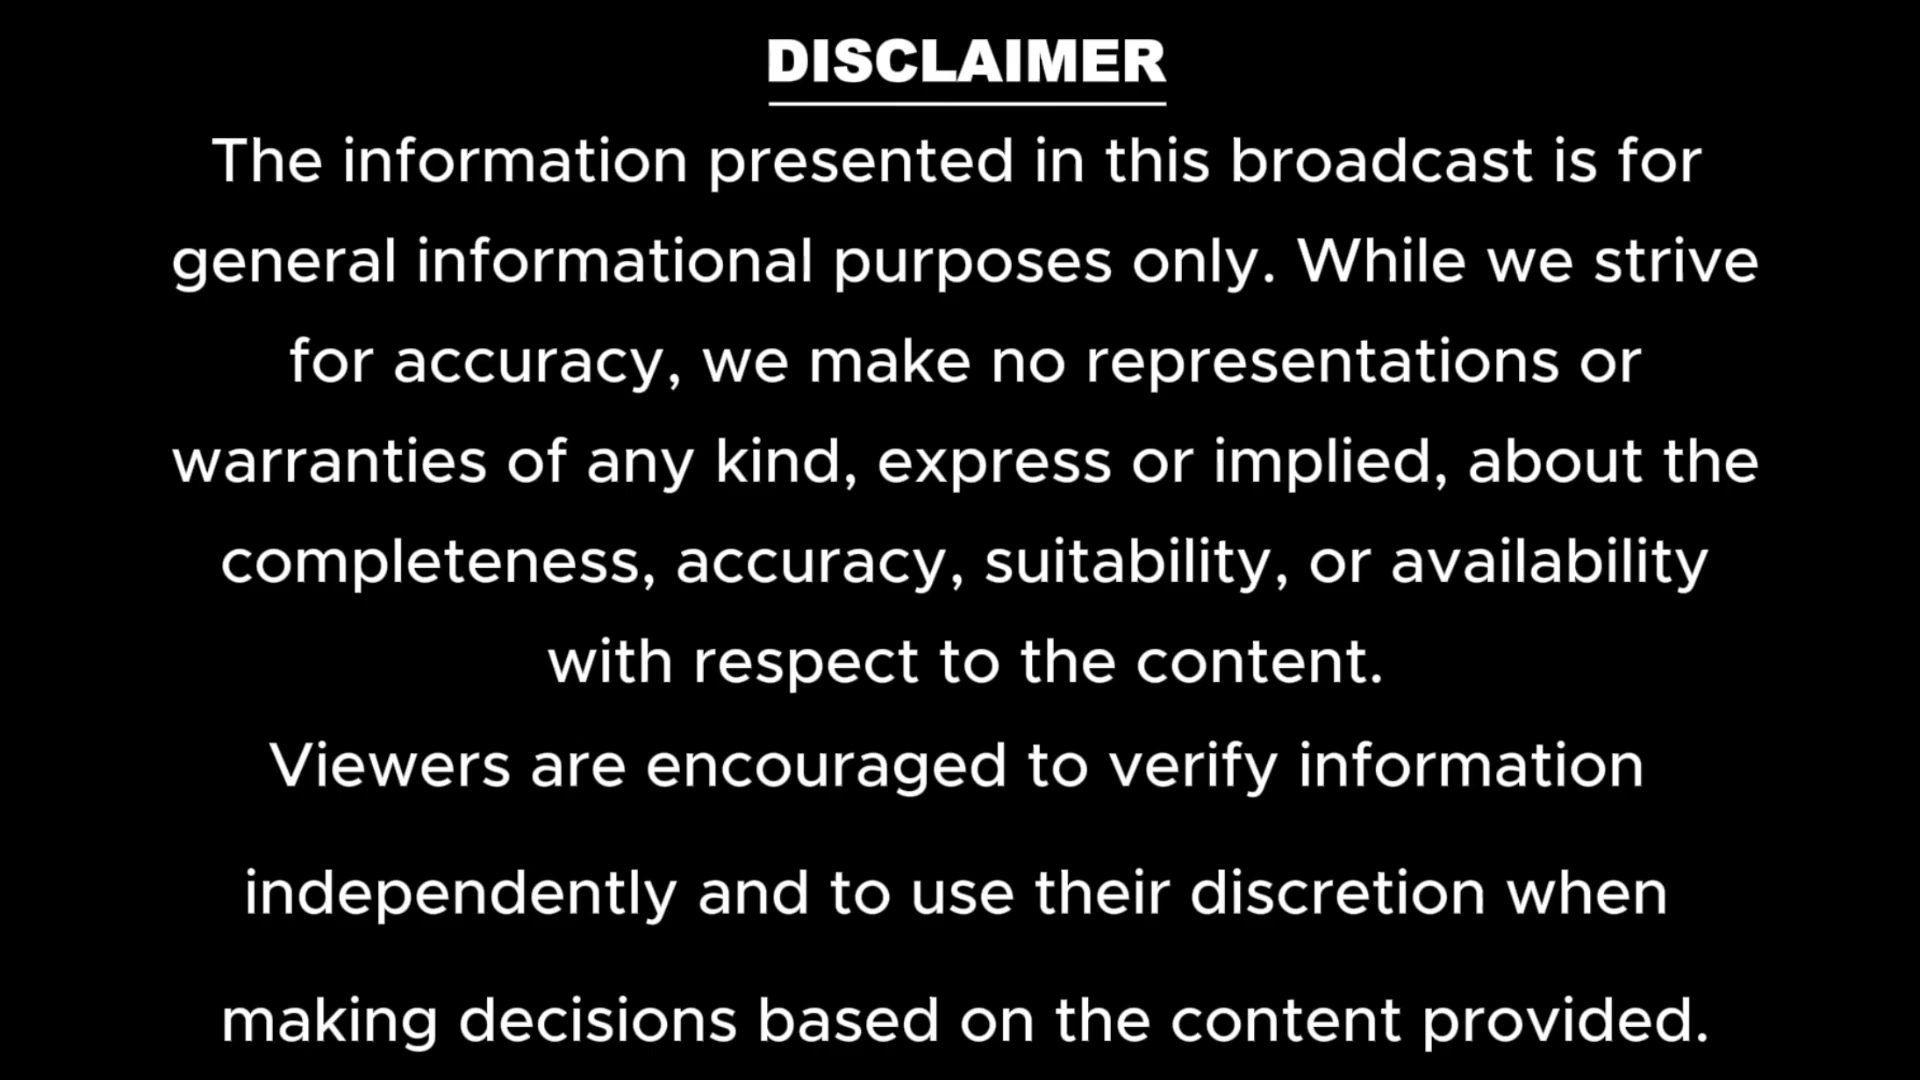 DISCLAIMER
The information presented in this broadcast is for
general informational purposes only. While we strive
for accuracy, we make no representations or
warranties of any kind, express or implied, about the
completeness, accuracy, suitability, or availability
with respect to the content.
Viewers are encouraged to verify information
independently and to use their discretion when
making decisions based on the content provided.